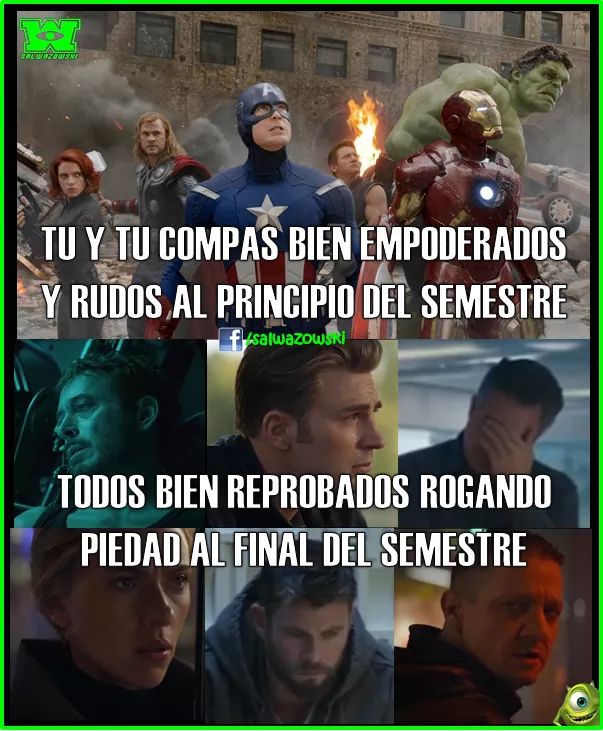 SALWAZOWSKI
TU Y TU COMPAS BIEN EMPODERADOS
Y RUDOS AL PRINCIPIO DEL SEMESTRE
f /salwazowski
TODOS BIEN REPROBADOS ROGANDO
PIEDAD AL FINAL DEL SEMESTRE